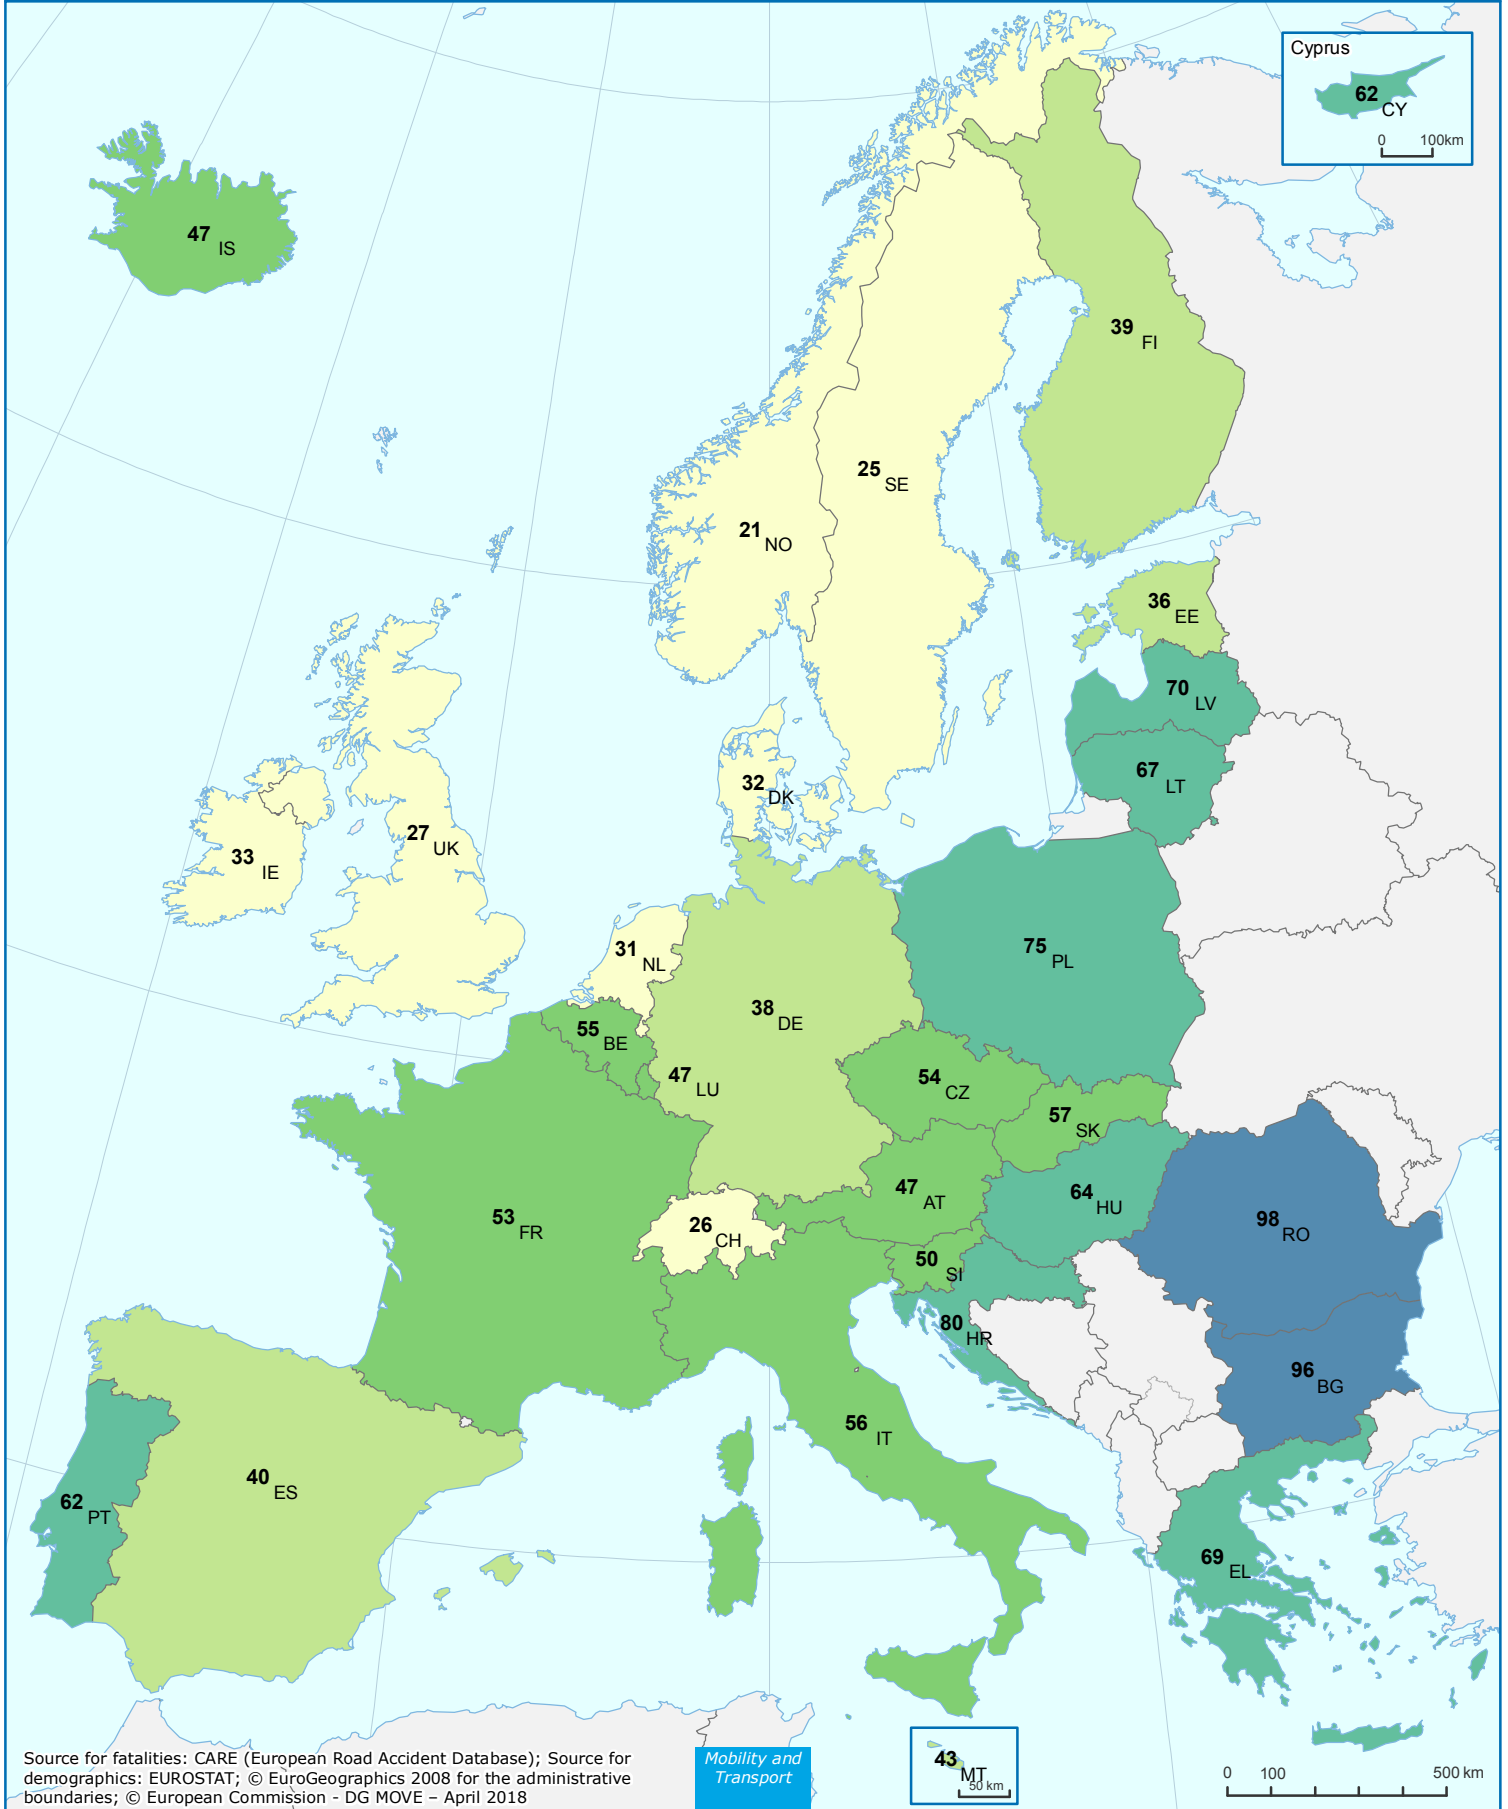 Cyprus
62 CY
0 100km
47 IS
39 FI
25 SE
21 NO
36 EE
70 LV
67 LT
32 DK
27 UK
33 IE
31 NL
75 PL
38 DE
55 BE
47 LU
54 CZ
57 SK
47 AT
64 HU
53 FR
26 CH
98 RO
50 SI
80 HR
96 BG
56 IT
40 ES
62 PT
69 EL
43 MT
50 km
Source for fatalities: CARE (European Road Accident Database); Source for
demographics: EUROSTAT; © EuroGeographics 2008 for the administrative
boundaries; © European Commission - DG MOVE – April 2018
Mobility and
Transport
0 100 500 km